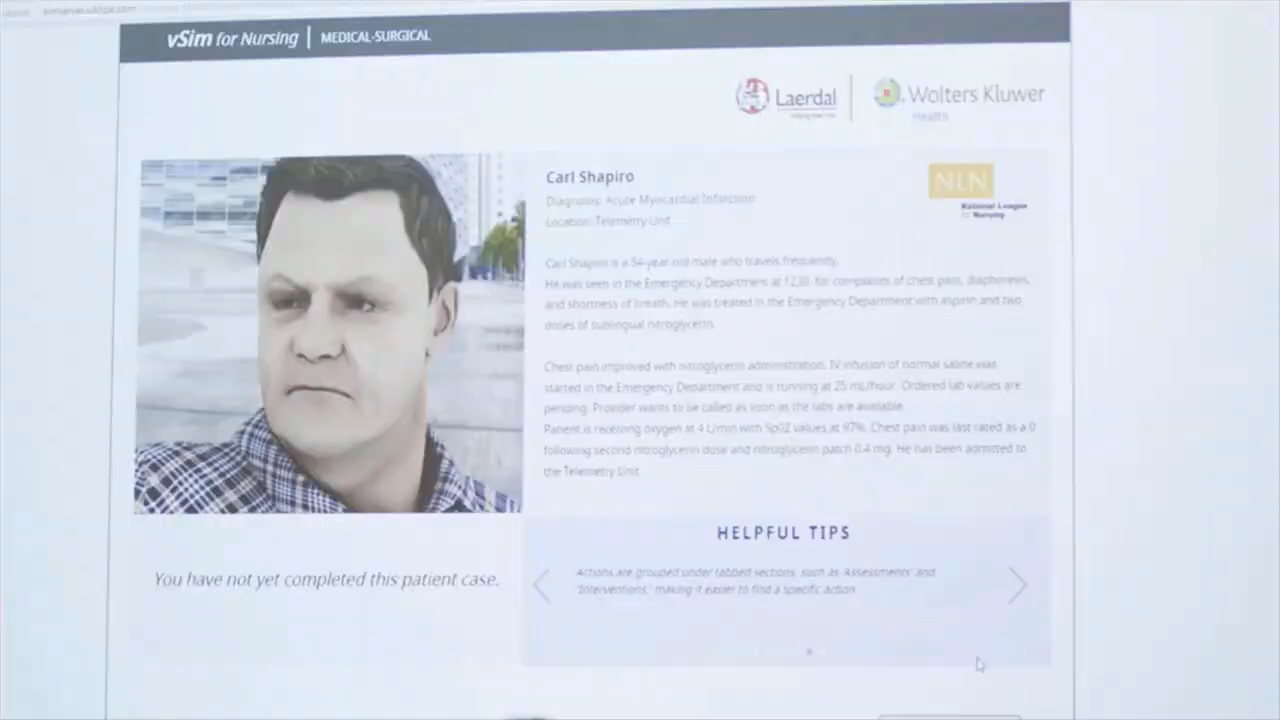 vSim for Nursing | MEDICAL-SURGICAL
Laerdal
Wolters Kluwer
Health
Carl Shapiro
NLN
Diagnosis: Acute Myocardial Infarction
National League
for Nursing
Location: Telemetry Unit
Carl Shapiro is a 54-year old male who travels frequently.
He was seen in the Emergency Department at 1230, for complaints of chest pain, diaphoresis,
and shortness of breath. He was treated in the Emergency Department with aspirin and two
doses of sublingual nitroglycerin.
Chest pain improved with nitroglycerin administration. IV infusion of normal saline was
started in the Emergency Department and is running at 25 mL/hour. Ordered lab values are
pending. Provider wants to be called as soon as the labs are available.
Patient is receiving oxygen at 4 L/min with SpO2 values at 97%. Chest pain was last rated as a 0
following second nitroglycerin dose and nitroglycerin patch 0.4 mg. He has been admitted to
the Telemetry Unit.
HELPFUL TIPS
Actions are grouped under tabbed sections, such as 'Assessments' and
'Interventions,' making it easier to find a specific action.
You have not yet completed this patient case.